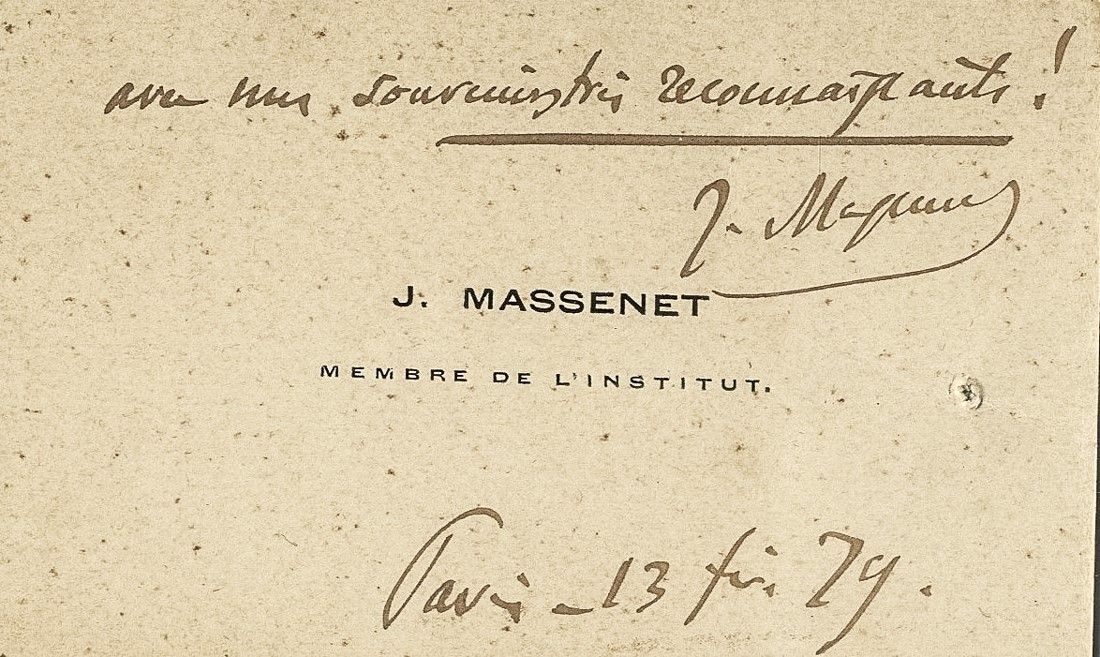 avec mes souvenirs très reconnaissants !
J. Massenet
J. MASSENET
MEMBRE DE L'INSTITUT.
Paris – 13 fév. 79.